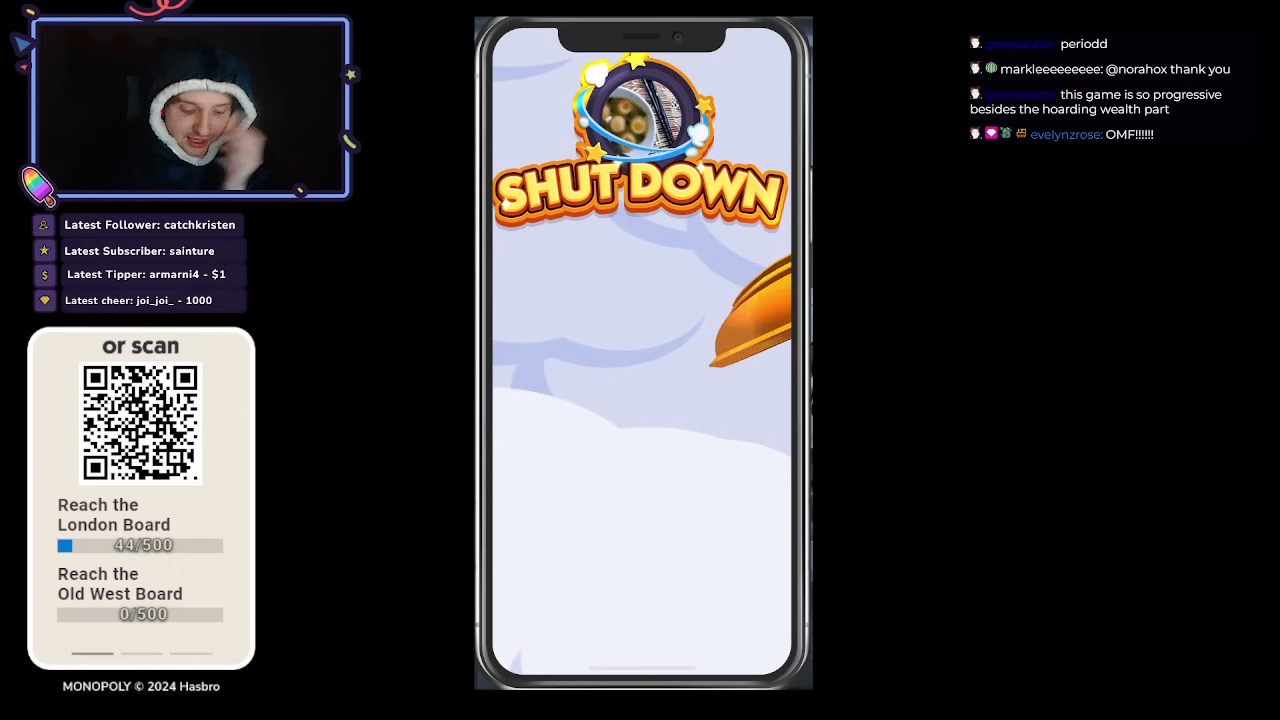 Latest Follower: catchkristen
Latest Subscriber: sainture
Latest Tipper: armarni4 - $1
Latest cheer: joi_joi_ - 1000
or scan
Reach the
London Board
44/500
Reach the
Old West Board
0/500
MONOPOLY © 2024 Hasbro
SHUT DOWN
periodd
markleeeeeeeee: @norahox thank you
this game is so progressive
besides the hoarding wealth part
evelynzrose: OMF!!!!!!